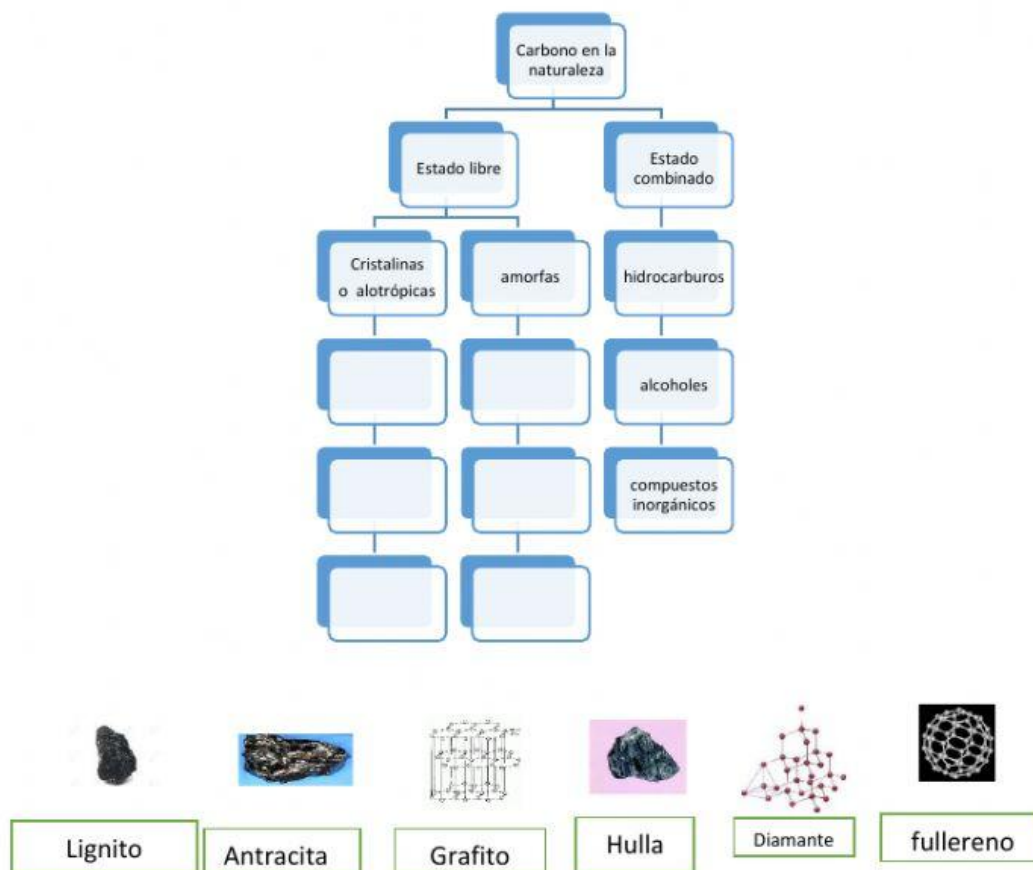 Carbono en la
naturaleza
Estado libre
Estado
combinado
Cristalinas
o alotrópicas
amorfas
hidrocarburos
alcoholes
compuestos
inorgánicos
Lignito
Antracita
Grafito
Hulla
Diamante
fullereno